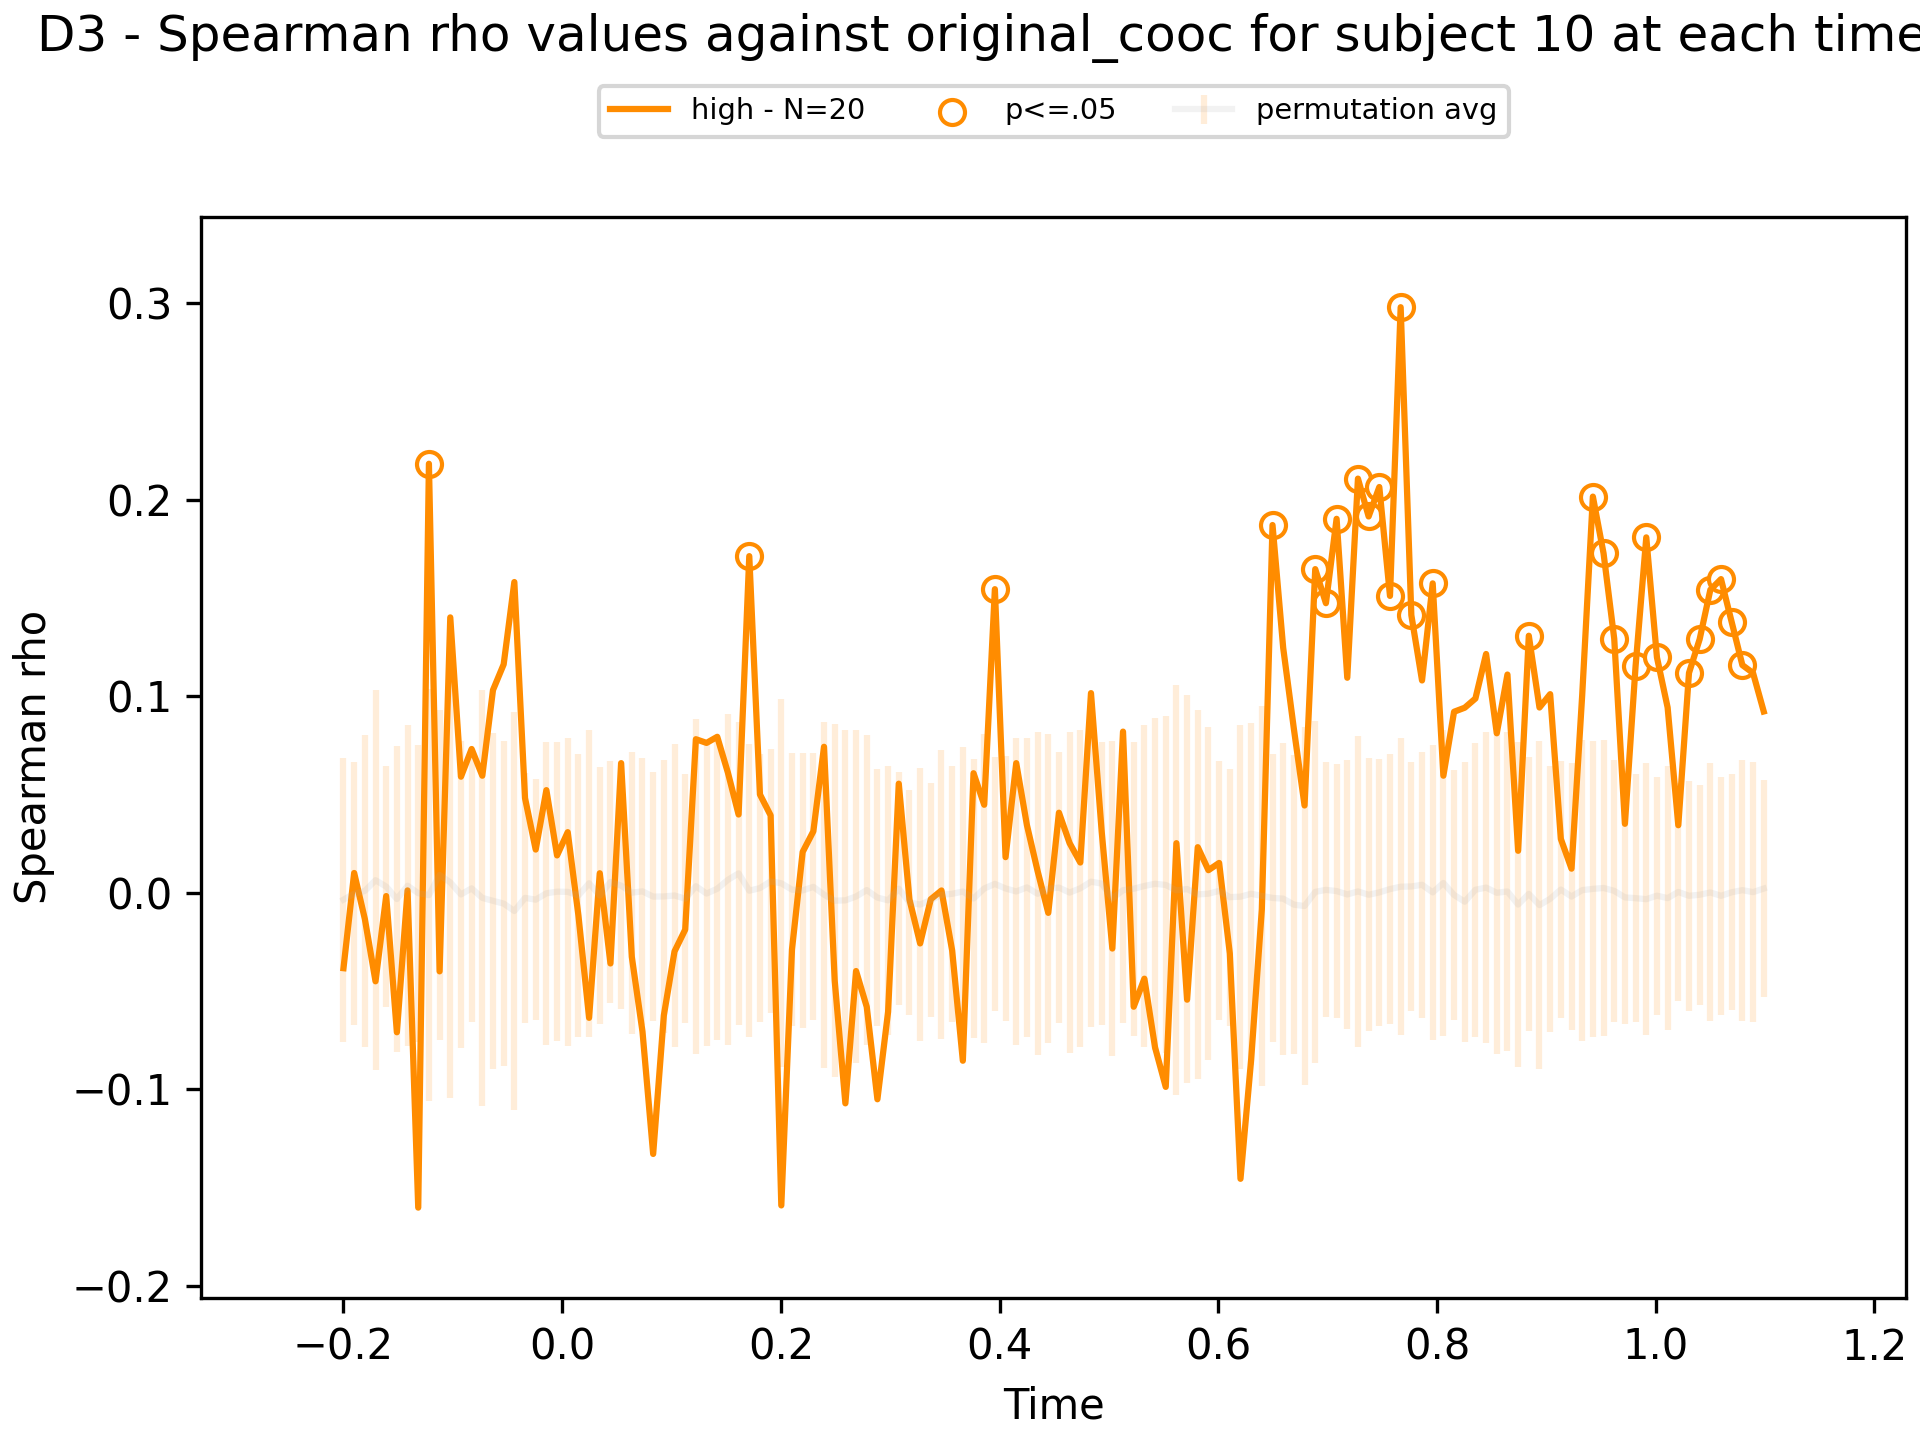 D3 - Spearman rho values against original_cooc for subject 10 at each time
high - N=20 p<=.05 permutation avg
0.3
0.2
0.1
0.0
−0.1
−0.2
Spearman rho
−0.2 0.0 0.2 0.4 0.6 0.8 1.0 1.2
Time